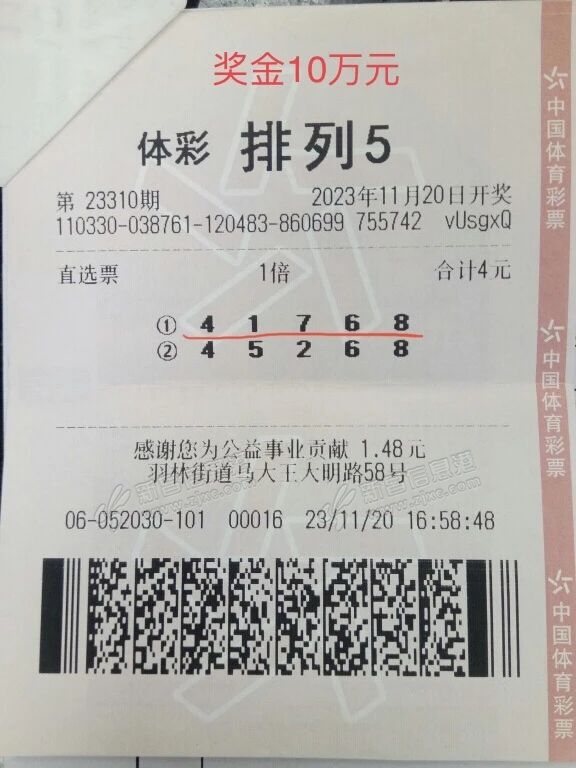 奖金10万元
体彩 排列5
第 23310期 2023年11月20日开奖
110330-038761-120483-860699 755742 vUsgxQ
直选票 1倍 合计4元
① 4 1 7 6 8
② 4 5 2 6 8
感谢您为公益事业贡献 1.48元
羽林街道马大王大明路58号
06-052030-101 00016 23/11/20 16:58:48
中国体育彩票
中国体育彩票
中国体育彩票